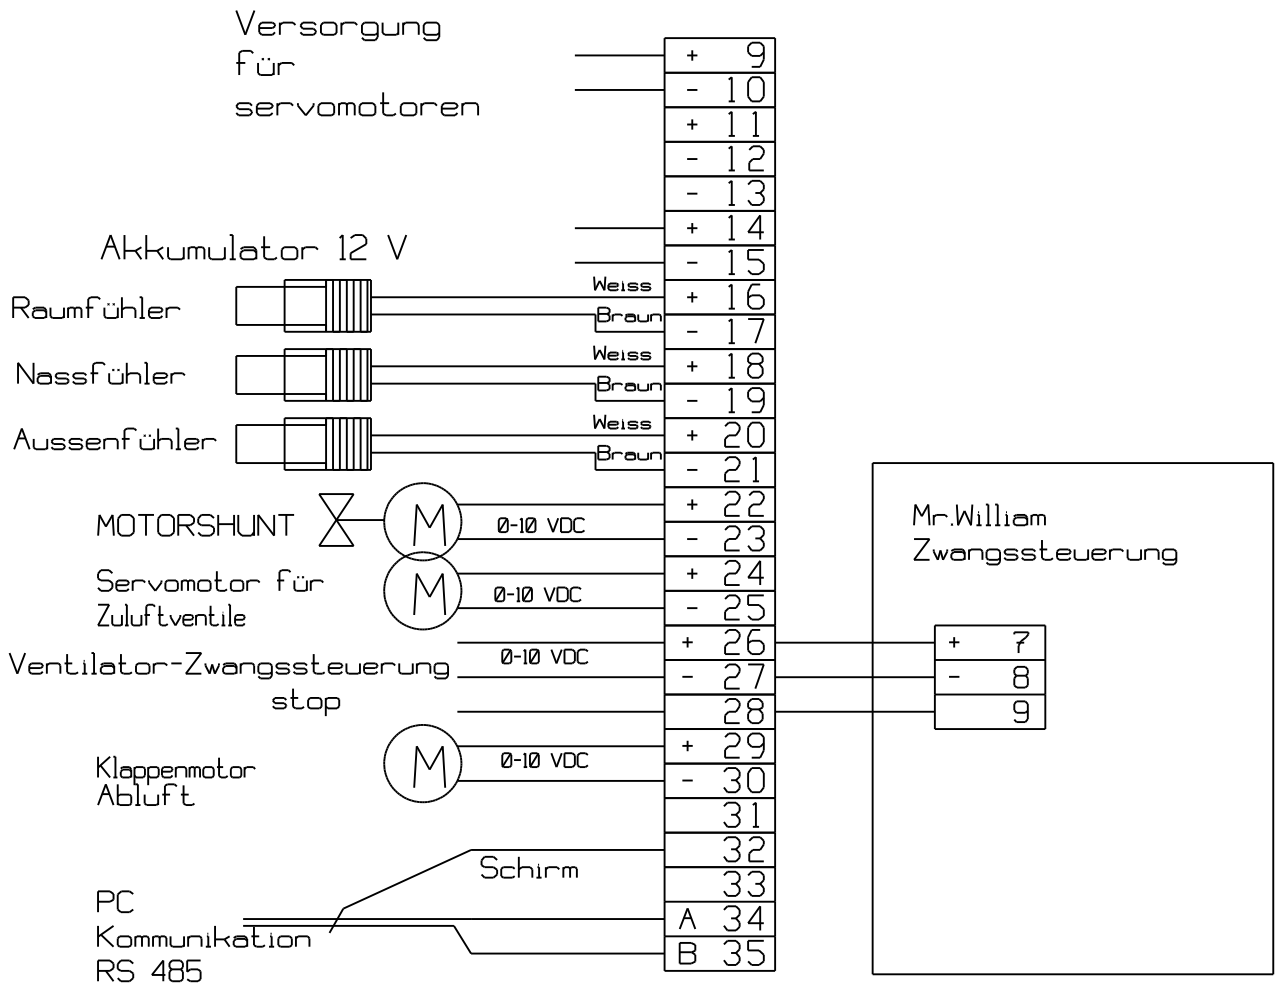 Versorgung
für
servomotoren
+ 9
- 10
+ 11
- 12
- 13
+ 14
Akkumulator 12 V
- 15
Weiss
+ 16
Raumfühler
Braun
- 17
Weiss
+ 18
Nassfühler
Braun
- 19
Weiss
+ 20
Aussenfühler
Braun
- 21
+ 22
MOTORSHUNT
M
0-10 VDC
- 23
+ 24
Servomotor für
Zuluftventile
M
0-10 VDC
- 25
+ 26
Ventilator-Zwangssteuerung
stop
0-10 VDC
- 27
28
+ 29
Klappenmotor
Abluft
M
0-10 VDC
- 30
31
32
Schirm
33
PC
Kommunikation
RS 485
A 34
B 35
Mr.William
Zwangssteuerung
+ 7
- 8
9